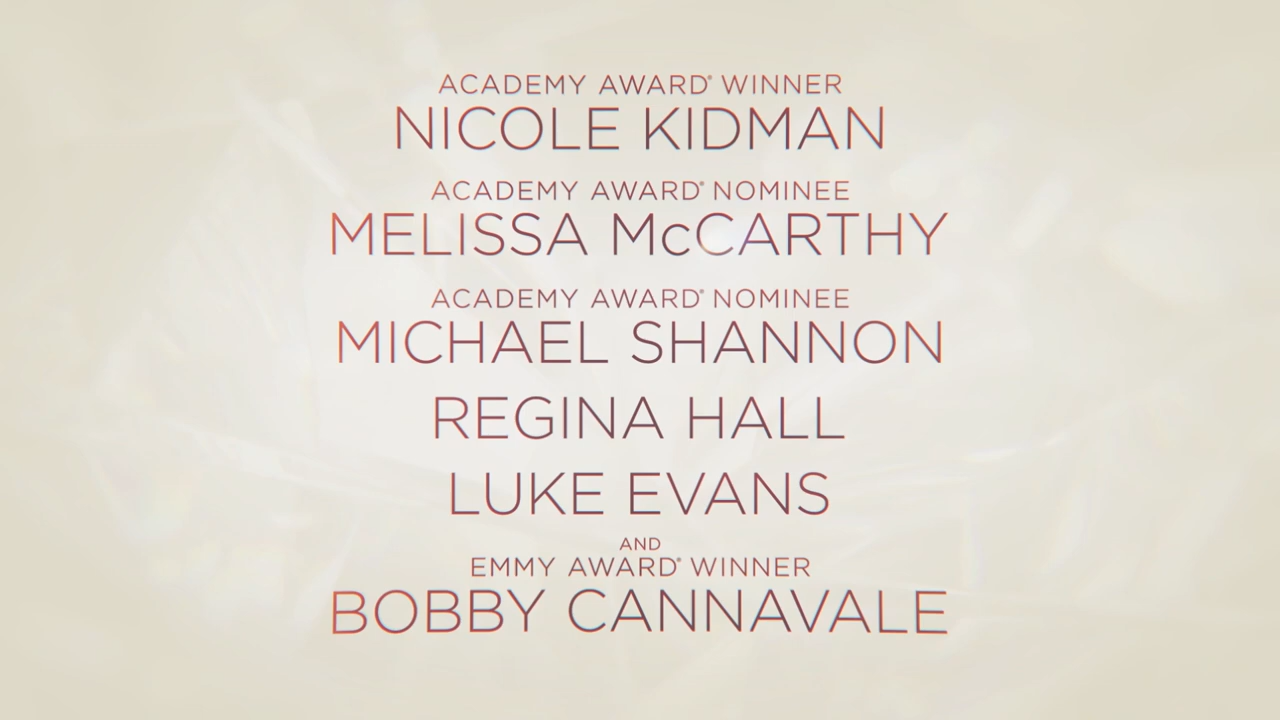 ACADEMY AWARD® WINNER
NICOLE KIDMAN
ACADEMY AWARD® NOMINEE
MELISSA McCARTHY
ACADEMY AWARD® NOMINEE
MICHAEL SHANNON
REGINA HALL
LUKE EVANS
AND
EMMY AWARD® WINNER
BOBBY CANNAVALE